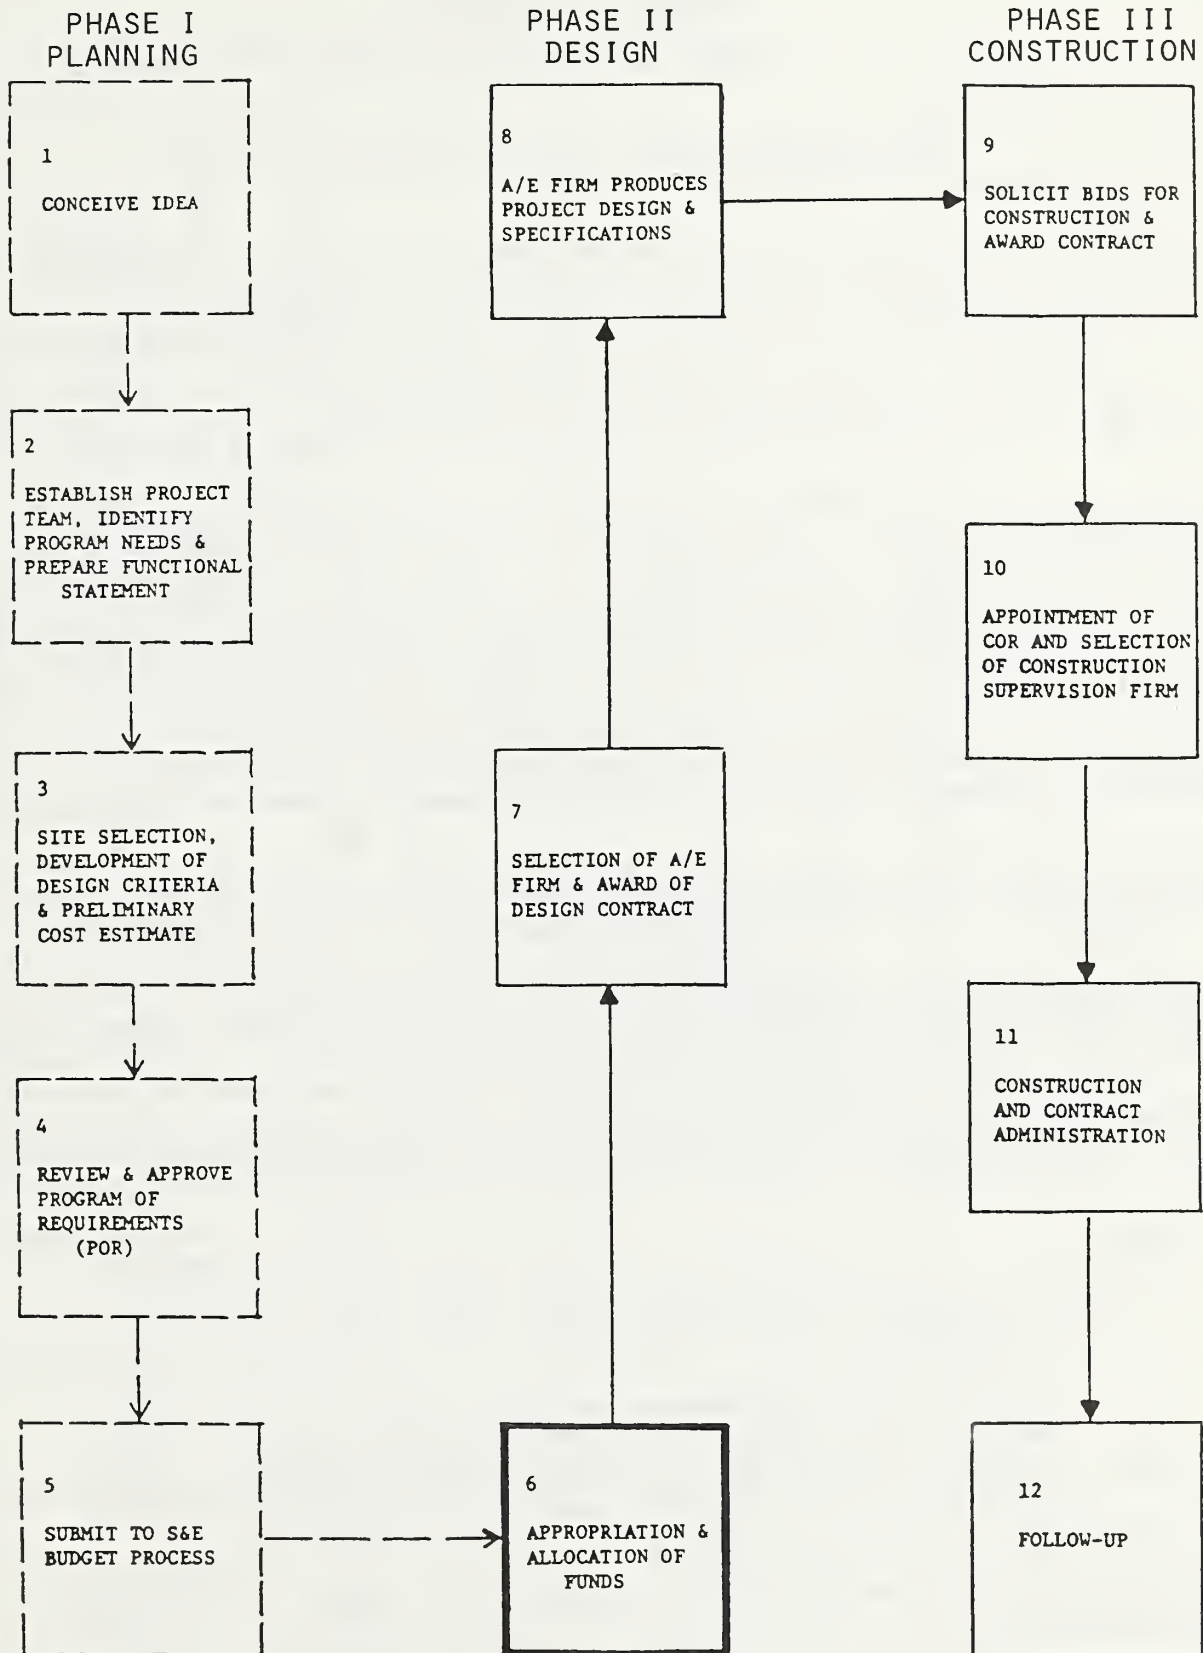 PHASE I
PLANNING
1
CONCEIVE IDEA
2
ESTABLISH PROJECT
TEAM, IDENTIFY
PROGRAM NEEDS &
PREPARE FUNCTIONAL
STATEMENT
3
SITE SELECTION,
DEVELOPMENT OF
DESIGN CRITERIA
& PRELIMINARY
COST ESTIMATE
4
REVIEW & APPROVE
PROGRAM OF
REQUIREMENTS
(POR)
5
SUBMIT TO S&E
BUDGET PROCESS
PHASE II
DESIGN
6
APPROPRIATION &
ALLOCATION OF
FUNDS
7
SELECTION OF A/E
FIRM & AWARD OF
DESIGN CONTRACT
8
A/E FIRM PRODUCES
PROJECT DESIGN &
SPECIFICATIONS
PHASE III
CONSTRUCTION
9
SOLICIT BIDS FOR
CONSTRUCTION &
AWARD CONTRACT
10
APPOINTMENT OF
COR AND SELECTION
OF CONSTRUCTION
SUPERVISION FIRM
11
CONSTRUCTION
AND CONTRACT
ADMINISTRATION
12
FOLLOW-UP